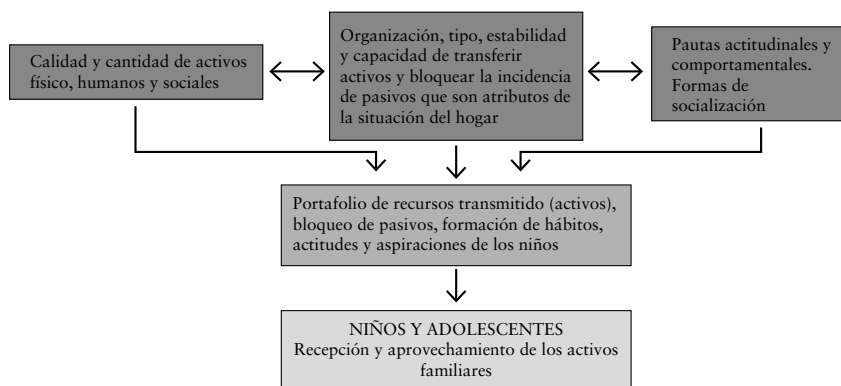 Calidad y cantidad de activos
físico, humanos y sociales
Organización, tipo, estabilidad
y capacidad de transferir
activos y bloquear la incidencia
de pasivos que son atributos de
la situación del hogar
Pautas actitudinales y
comportamentales.
Formas de
socialización
Portafolio de recursos transmitido (activos),
bloqueo de pasivos, formación de hábitos,
actitudes y aspiraciones de los niños
NIÑOS Y ADOLESCENTES
Recepción y aprovechamiento de los activos
familiares